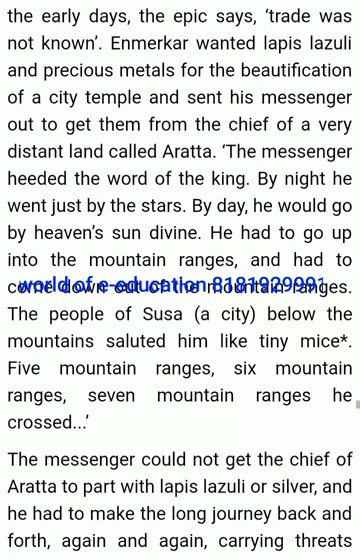 the early days, the epic says, ‘trade was
not known’. Enmerkar wanted lapis lazuli
and precious metals for the beautification
of a city temple and sent his messenger
out to get them from the chief of a very
distant land called Aratta. ‘The messenger
heeded the word of the king. By night he
went just by the stars. By day, he would go
by heaven’s sun divine. He had to go up
into the mountain ranges, and had to
come down out of the mountain ranges.
world of e-education 8181929991
The people of Susa (a city) below the
mountains saluted him like tiny mice*.
Five mountain ranges, six mountain
ranges, seven mountain ranges he
crossed...’
The messenger could not get the chief of
Aratta to part with lapis lazuli or silver, and
he had to make the long journey back and
forth, again and again, carrying threats